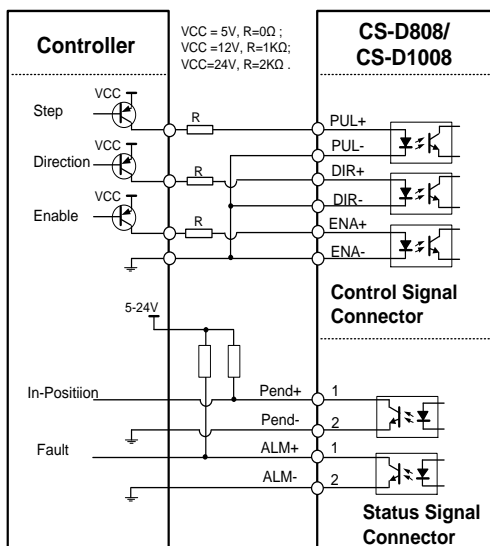 Controller
VCC = 5V, R=0Ω ;
VCC =12V, R=1KΩ;
VCC=24V, R=2KΩ .
CS-D808/
CS-D1008
Step
VCC
R
PUL+
PUL-
Direction
VCC
R
DIR+
DIR-
Enable
VCC
R
ENA+
ENA-
Control Signal
Connector
5-24V
In-Positiion
Pend+
1
Pend-
2
Fault
ALM+
1
ALM-
2
Status Signal
Connector